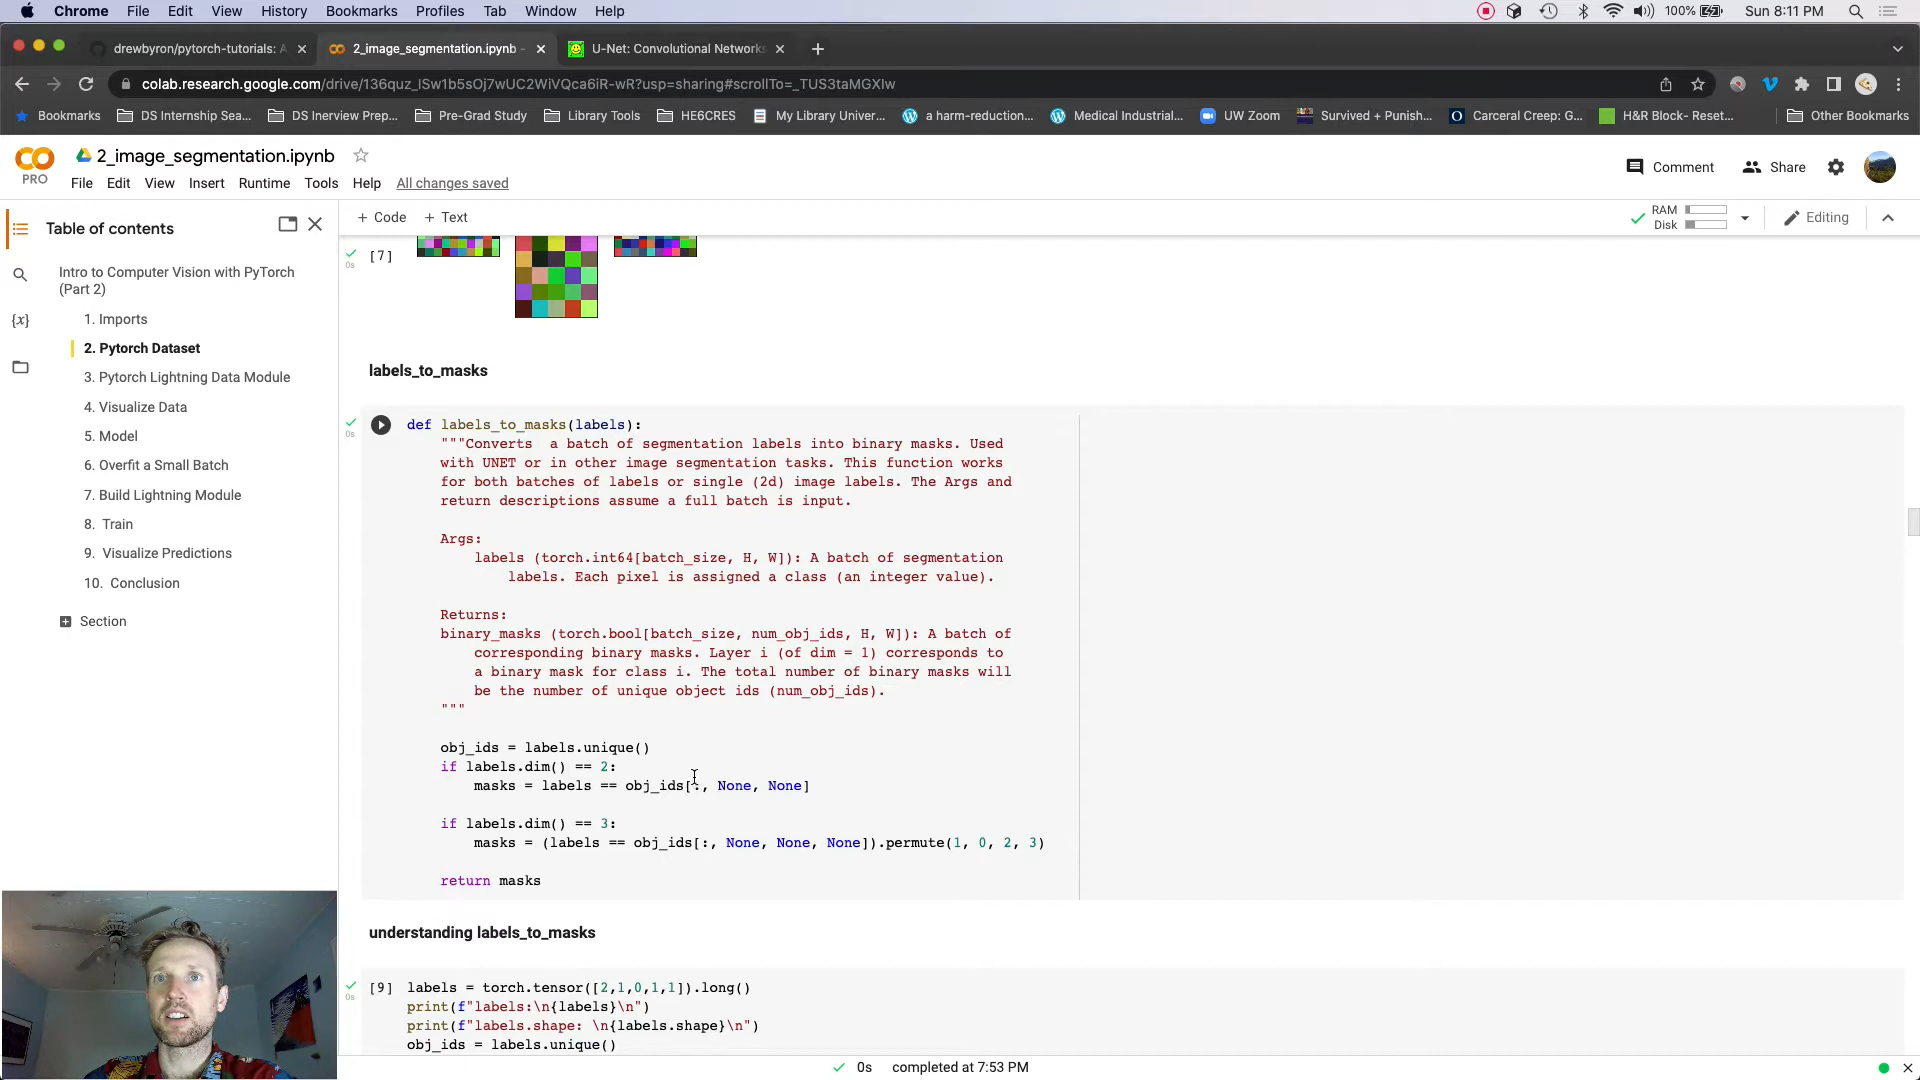 Chrome File Edit View History Bookmarks Profiles Tab Window Help 100% Sun 8:11 PM
drewbyron/pytorch-tutorials: A 2_image_segmentation.ipynb - U-Net: Convolutional Networks
colab.research.google.com/drive/136quz_lSw1b5sOj7wUC2WiVQca6iR-wR?usp=sharing#scrollTo=_TUS3taMGXIw
Bookmarks DS Internship Sea... DS Inerview Prep... Pre-Grad Study Library Tools HE6CRES My Library Univer... a harm-reduction... Medical Industrial... UW Zoom Survived + Punish... Carceral Creep: G... H&R Block- Reset... Other Bookmarks
PRO 2_image_segmentation.ipynb
File Edit View Insert Runtime Tools Help All changes saved
Comment Share
Table of contents
+ Code + Text
RAM
Disk
Editing
Intro to Computer Vision with PyTorch
(Part 2)
1. Imports
2. Pytorch Dataset
3. Pytorch Lightning Data Module
4. Visualize Data
5. Model
6. Overfit a Small Batch
7. Build Lightning Module
8. Train
9. Visualize Predictions
10. Conclusion
Section
{x}
[7]
0s
labels_to_masks
0s
def labels_to_masks(labels):
"""Converts  a batch of segmentation labels into binary masks. Used
with UNET or in other image segmentation tasks. This function works
for both batches of labels or single (2d) image labels. The Args and
return descriptions assume a full batch is input.
Args:
labels (torch.int64[batch_size, H, W]): A batch of segmentation
labels. Each pixel is assigned a class (an integer value).
Returns:
binary_masks (torch.bool[batch_size, num_obj_ids, H, W]): A batch of
corresponding binary masks. Layer i (of dim = 1) corresponds to
a binary mask for class i. The total number of binary masks will
be the number of unique object ids (num_obj_ids).
"""
obj_ids = labels.unique()
if labels.dim() == 2:
masks = labels == obj_ids[:, None, None]
if labels.dim() == 3:
masks = (labels == obj_ids[:, None, None, None]).permute(1, 0, 2, 3)
return masks
understanding labels_to_masks
0s
[9] labels = torch.tensor([2,1,0,1,1]).long()
print(f"labels:\n{labels}\n")
print(f"labels.shape: \n{labels.shape}\n")
obj_ids = labels.unique()
0s completed at 7:53 PM